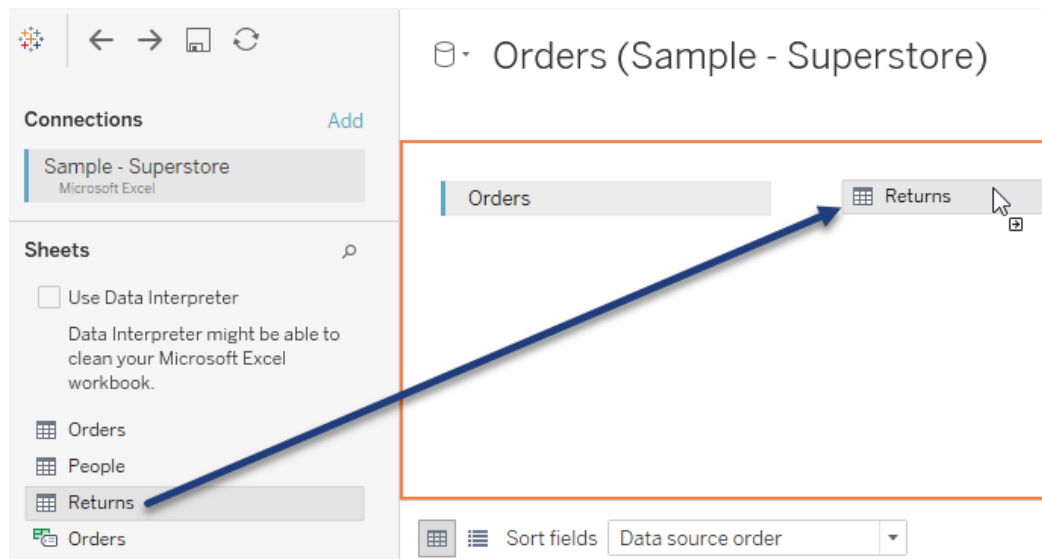 Orders (Sample - Superstore)
Connections
Add
Sample - Superstore
Microsoft Excel
Orders
Returns
Sheets
Use Data Interpreter
Data Interpreter might be able to
clean your Microsoft Excel
workbook.
Orders
People
Returns
Orders
Sort fields
Data source order